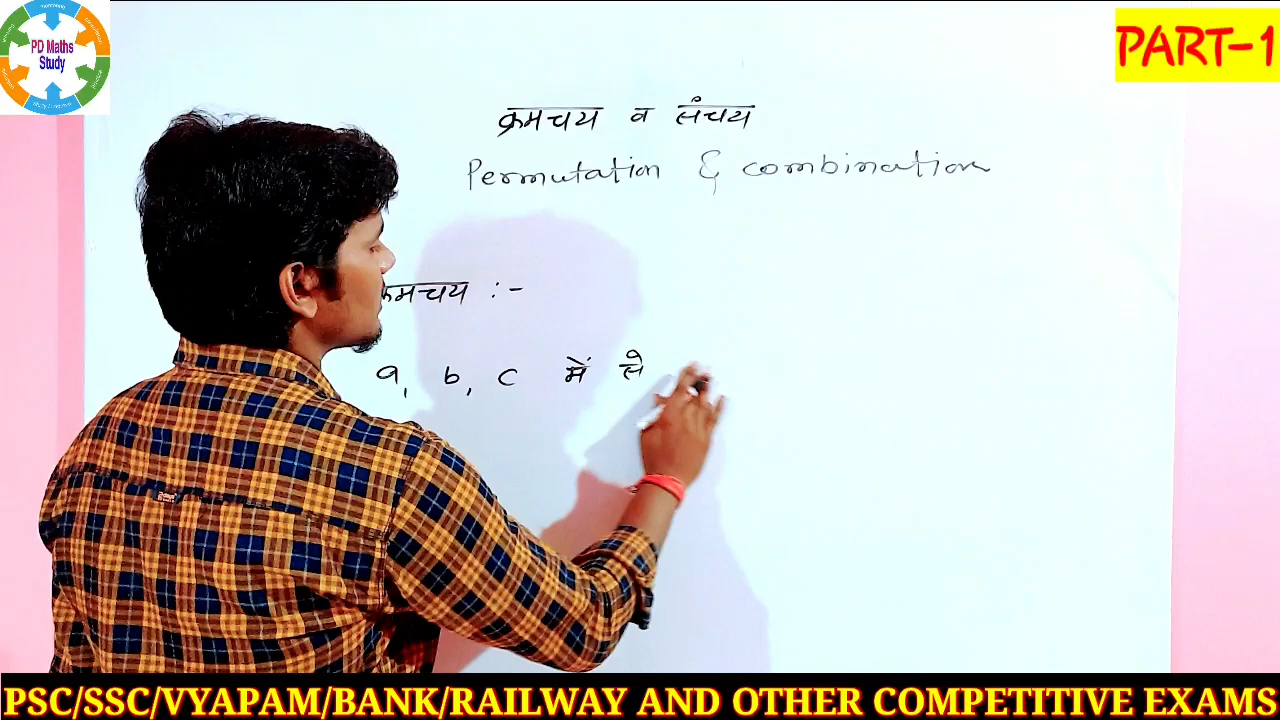 PD Maths
Study
PART-1
क्रमचय व संचय
Permutation & combination
क्रमचय :-
a, b, c में से
PSC/SSC/VYAPAM/BANK/RAILWAY AND OTHER COMPETITIVE EXAMS